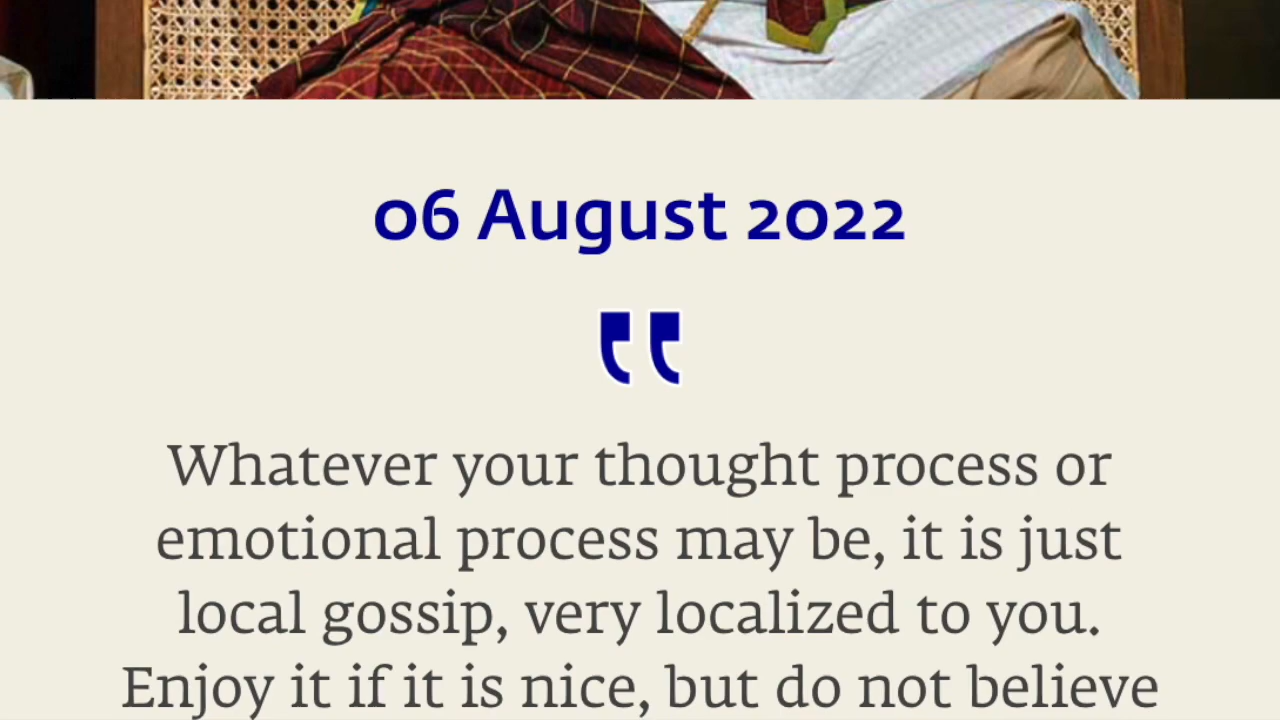 06 August 2022
"
Whatever your thought process or
emotional process may be, it is just
local gossip, very localized to you.
Enjoy it if it is nice, but do not believe